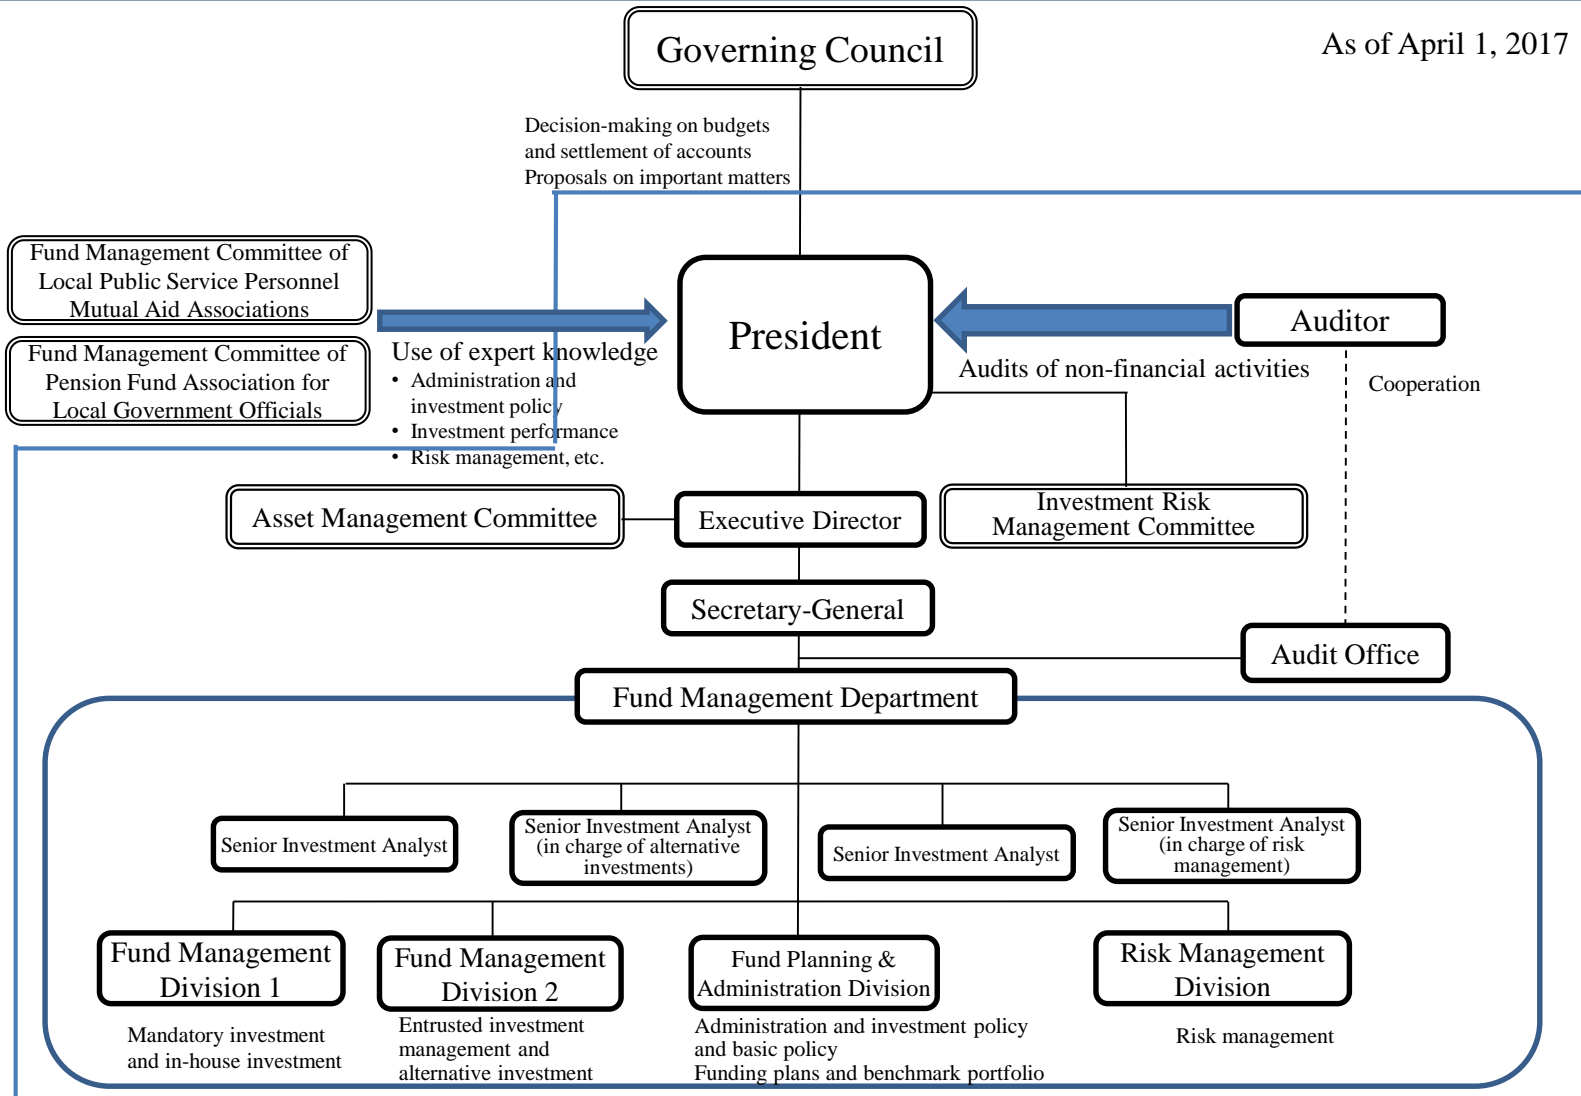 Governing Council
As of April 1, 2017
Decision-making on budgets
and settlement of accounts
Proposals on important matters
Fund Management Committee of
Local Public Service Personnel
Mutual Aid Associations
Fund Management Committee of
Pension Fund Association for
Local Government Officials
Use of expert knowledge
• Administration and
investment policy
• Investment performance
• Risk management, etc.
President
Auditor
Audits of non-financial activities
Cooperation
Asset Management Committee
Executive Director
Investment Risk
Management Committee
Secretary-General
Audit Office
Fund Management Department
Senior Investment Analyst
Senior Investment Analyst
(in charge of alternative
investments)
Senior Investment Analyst
Senior Investment Analyst
(in charge of risk
management)
Fund Management
Division 1
Mandatory investment
and in-house investment
Fund Management
Division 2
Entrusted investment
management and
alternative investment
Fund Planning &
Administration Division
Administration and investment policy
and basic policy
Funding plans and benchmark portfolio
Risk Management
Division
Risk management